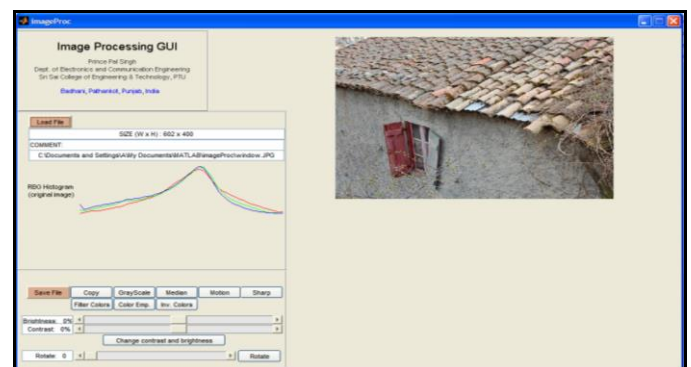 ImageProc
Image Processing GUI
Prince Pal Singh
Dept. of Electronics and Communication Engineering
Sri Sai College of Engineering & Technology, PTU
Badhani, Pathankot, Punjab, India
Load File
SIZE (W x H) : 602 x 400
COMMENT:
C:\Documents and Settings\A\My Documents\MATLAB\ImageProc\window.JPG
RBG Histogram
(original image)
Save File Copy GrayScale Median Motion Sharp
Filter Colors Color Emp. Inv. Colors
Brightness: 0%
Contrast: 0%
Change contrast and brightness
Rotate: 0 Rotate